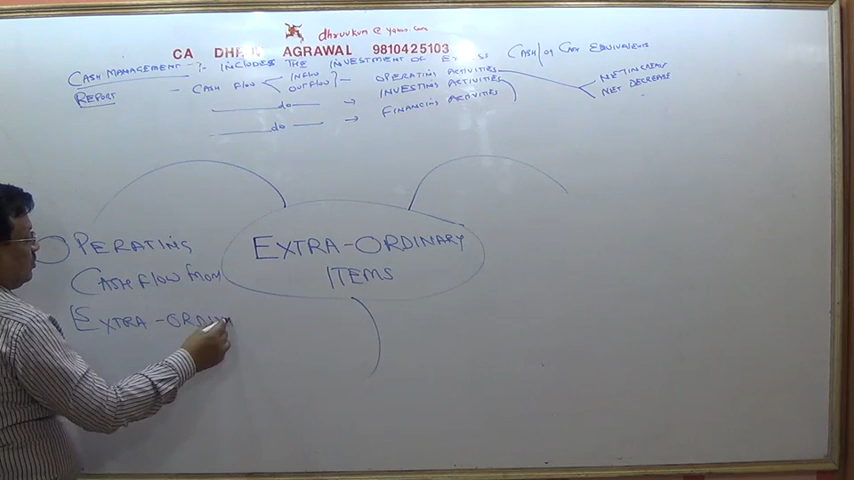 dhruvkum @ yahoo.com
CA DHR AGRAWAL 9810425103
CASH MANAGEMENT :- INCLUDES THE INVESTMENT OF EXCESS CASH/or CASH EQUIVALENTS
REPORT - CASH FLOW INFLOW OUTFLOW - OPERATING ACTIVITIES NET INCREASE
INVESTING ACTIVITIES NET DECREASE
do → FINANCING ACTIVITIES
do →
OPERATING
CASH FLOW FROM
EXTRA-ORDIN
EXTRA-ORDINARY
ITEMS